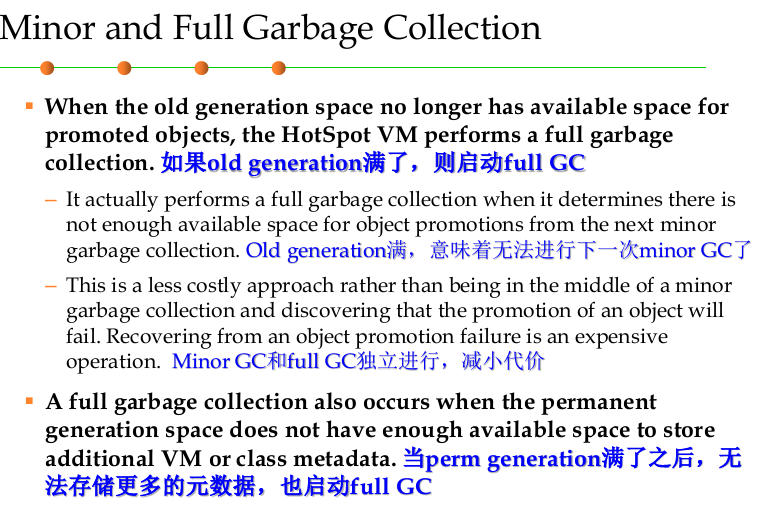 Minor and Full Garbage Collection
When the old generation space no longer has available space for
promoted objects, the HotSpot VM performs a full garbage
collection. 如果old generation满了，则启动full GC
– It actually performs a full garbage collection when it determines there is
not enough available space for object promotions from the next minor
garbage collection. Old generation满，意味着无法进行下一次minor GC了
– This is a less costly approach rather than being in the middle of a minor
garbage collection and discovering that the promotion of an object will
fail. Recovering from an object promotion failure is an expensive
operation. Minor GC和full GC独立进行，减小代价
A full garbage collection also occurs when the permanent
generation space does not have enough available space to store
additional VM or class metadata. 当perm generation满了之后，无
法存储更多的元数据，也启动full GC